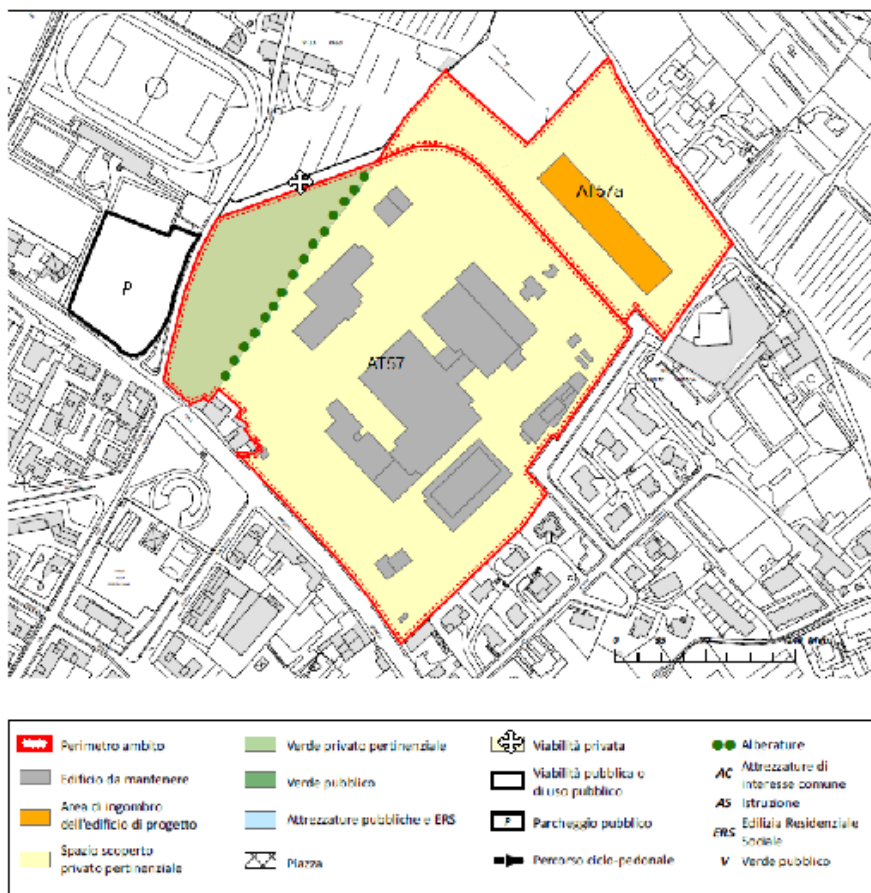 AT57a
P
AT57
Perimetro ambito
Edificio da mantenere
Area di ingombro
dell'edificio di progetto
Spazio scoperto
privato pertinenziale
Verde privato pertinenziale
Verde pubblico
Attrezzature pubbliche e ERS
Piazza
Viabilità privata
Viabilità pubblica o
di uso pubblico
P Parcheggio pubblico
Percorso ciclo-pedonale
Alberature
AC Attrezzature di
interesse comune
AS Istruzione
ERS Edilizia Residenziale
Sociale
V Verde pubblico